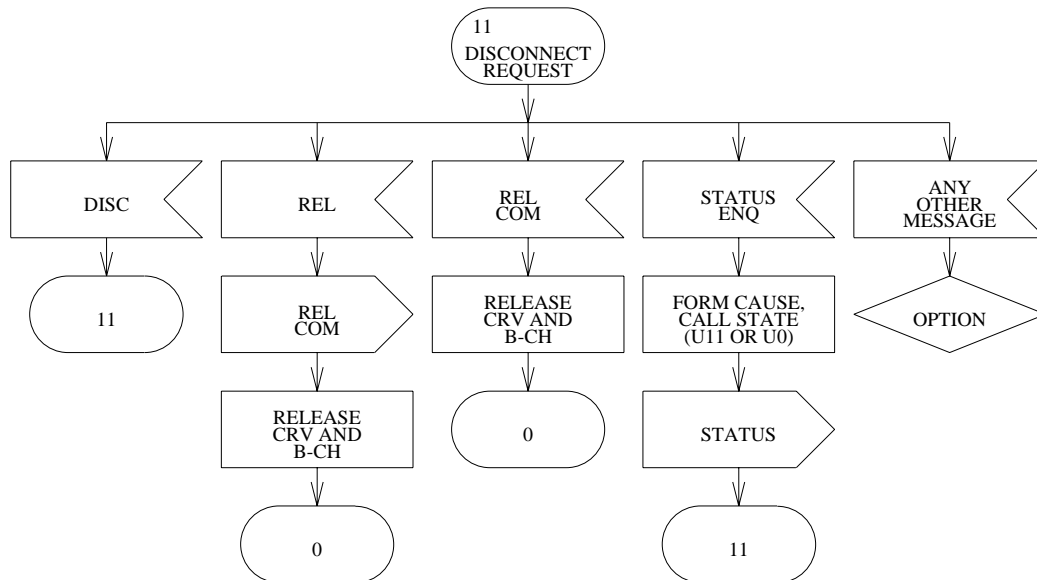 11
DISCONNECT
REQUEST
DISC
REL
REL
COM
STATUS
ENQ
ANY
OTHER
MESSAGE
11
REL
COM
RELEASE
CRV AND
B-CH
FORM CAUSE,
CALL STATE
(U11 OR U0)
OPTION
RELEASE
CRV AND
B-CH
0
STATUS
0
11